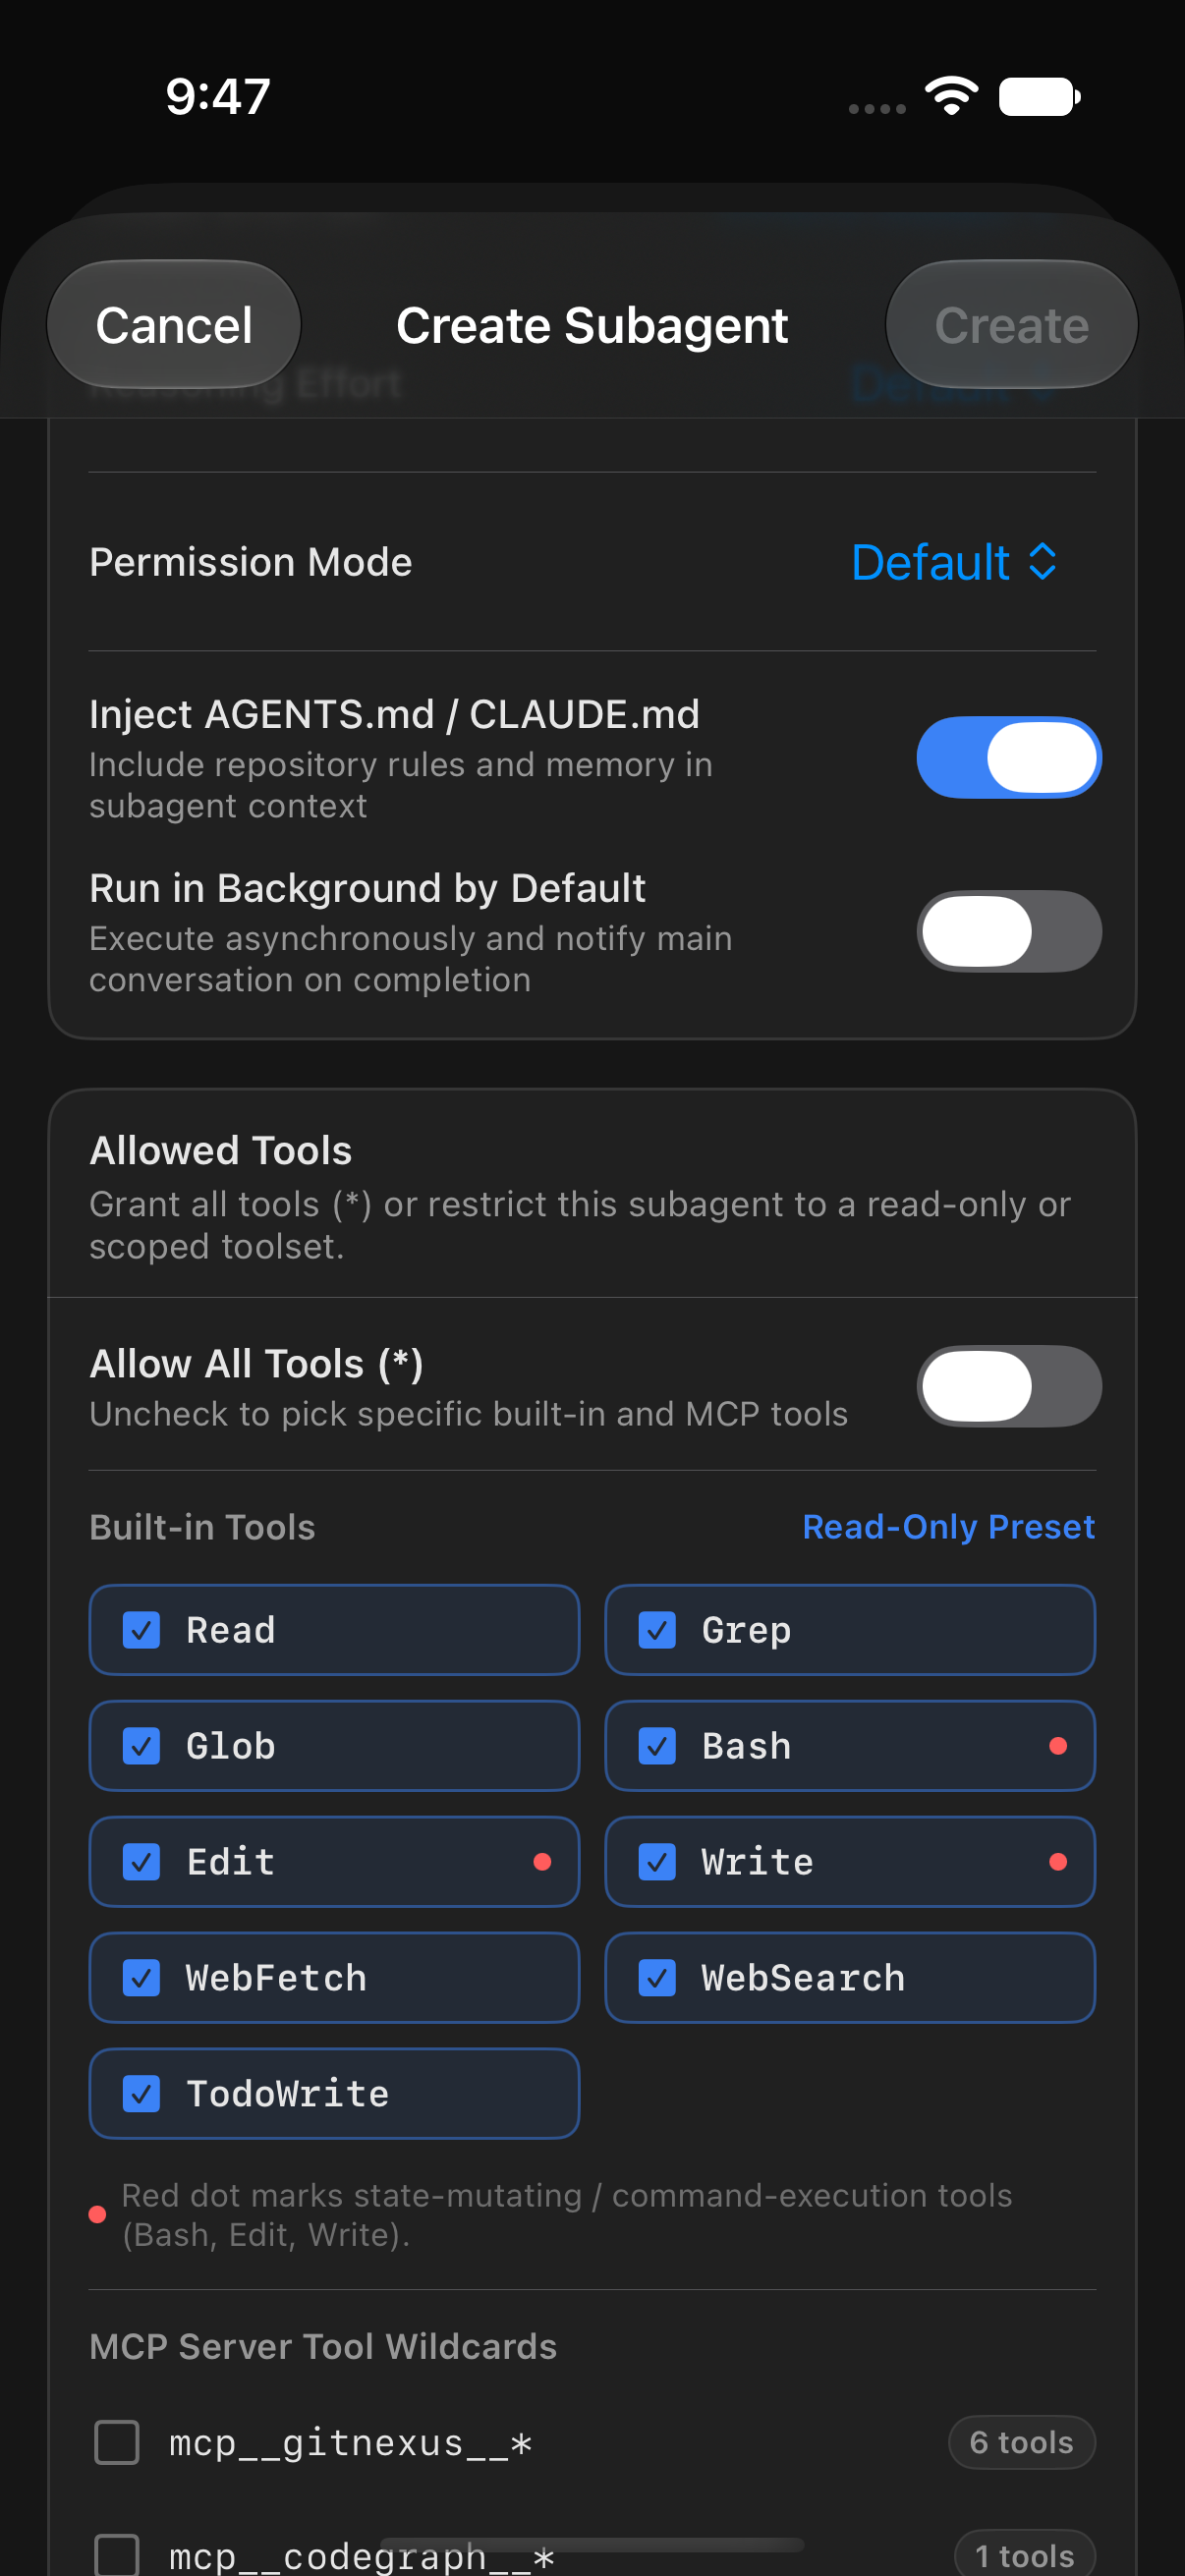 9:47
Cancel
Create Subagent
Create
Reasoning Effort
Default
Permission Mode
Default
Inject AGENTS.md / CLAUDE.md
Include repository rules and memory in
subagent context
Run in Background by Default
Execute asynchronously and notify main
conversation on completion
Allowed Tools
Grant all tools (*) or restrict this subagent to a read-only or
scoped toolset.
Allow All Tools (*)
Uncheck to pick specific built-in and MCP tools
Built-in Tools
Read-Only Preset
Read
Grep
Glob
Bash
Edit
Write
WebFetch
WebSearch
TodoWrite
Red dot marks state-mutating / command-execution tools
(Bash, Edit, Write).
MCP Server Tool Wildcards
mcp__gitnexus__*
6 tools
mcp__codegraph__*
1 tools